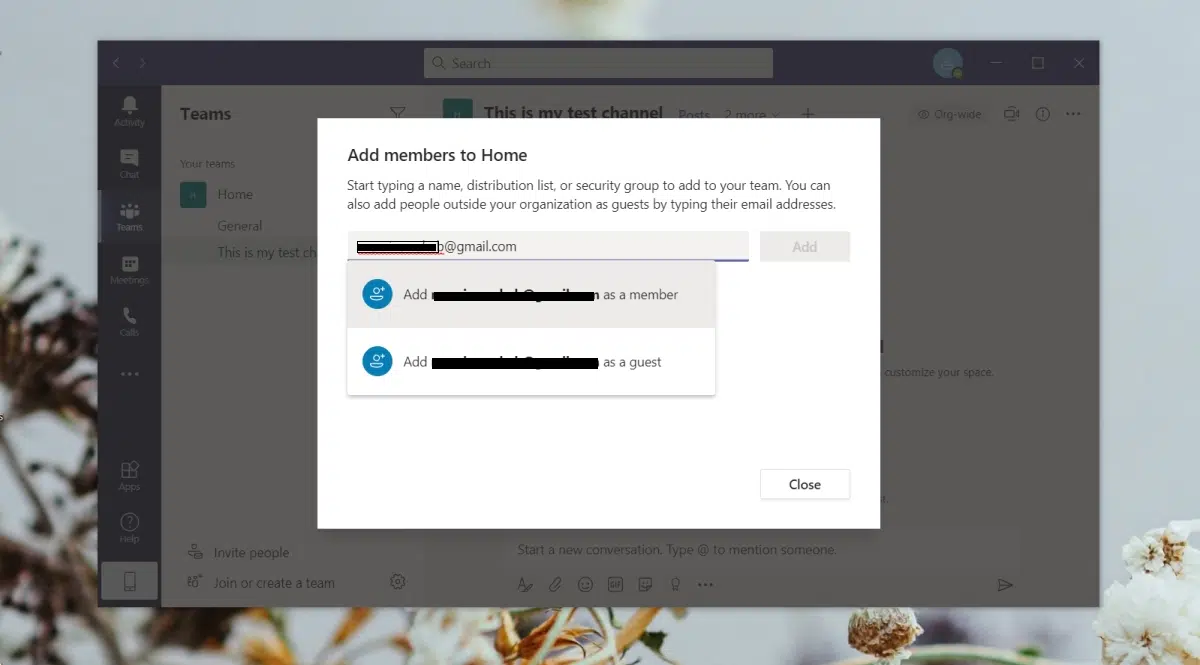 Search
Activity
Chat
Teams
Meetings
Calls
Apps
Help
Teams
Your teams
H Home
General
This is my test ch
Invite people
Join or create a team
H This is my test channel Posts 2 more Org-wide
Add members to Home
Start typing a name, distribution list, or security group to add to your team. You can
also add people outside your organization as guests by typing their email addresses.
@gmail.com Add
Add as a member
Add as a guest
customize your space.
Close
Start a new conversation. Type @ to mention someone.
GIF